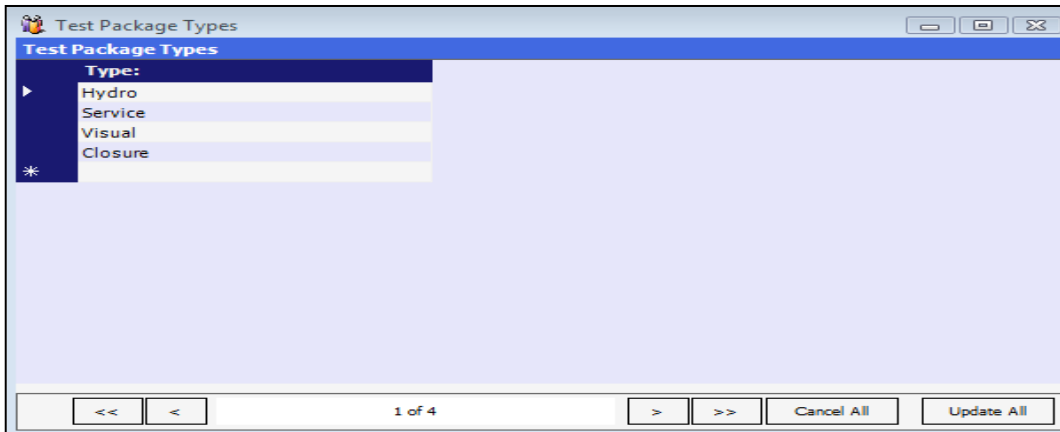 Test Package Types
Test Package Types
Type:
Hydro
Service
Visual
Closure
*
<< < 1 of 4 > >> Cancel All Update All